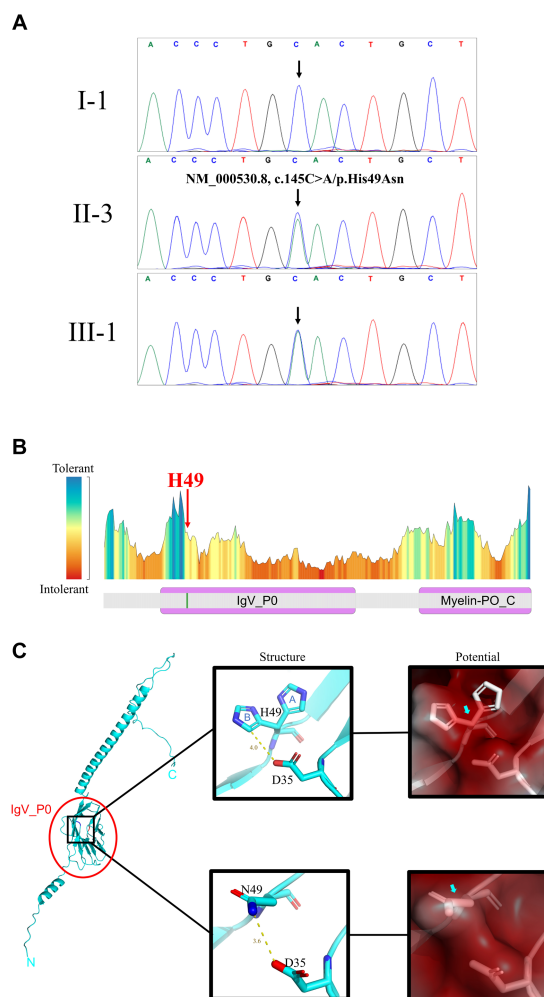 A
A C C C T G C A C T G C T
I-1
A C C C T G C A C T G C T
NM_000530.8, c.145C>A/p.His49Asn
II-3
A C C C T G C A C T G C T
III-1
B
Tolerant
H49
Intolerant
IgV_P0
Myelin-PO_C
C
Structure
Potential
A
H49
B
4.0
D35
C
IgV_P0
N49
3.6
D35
N